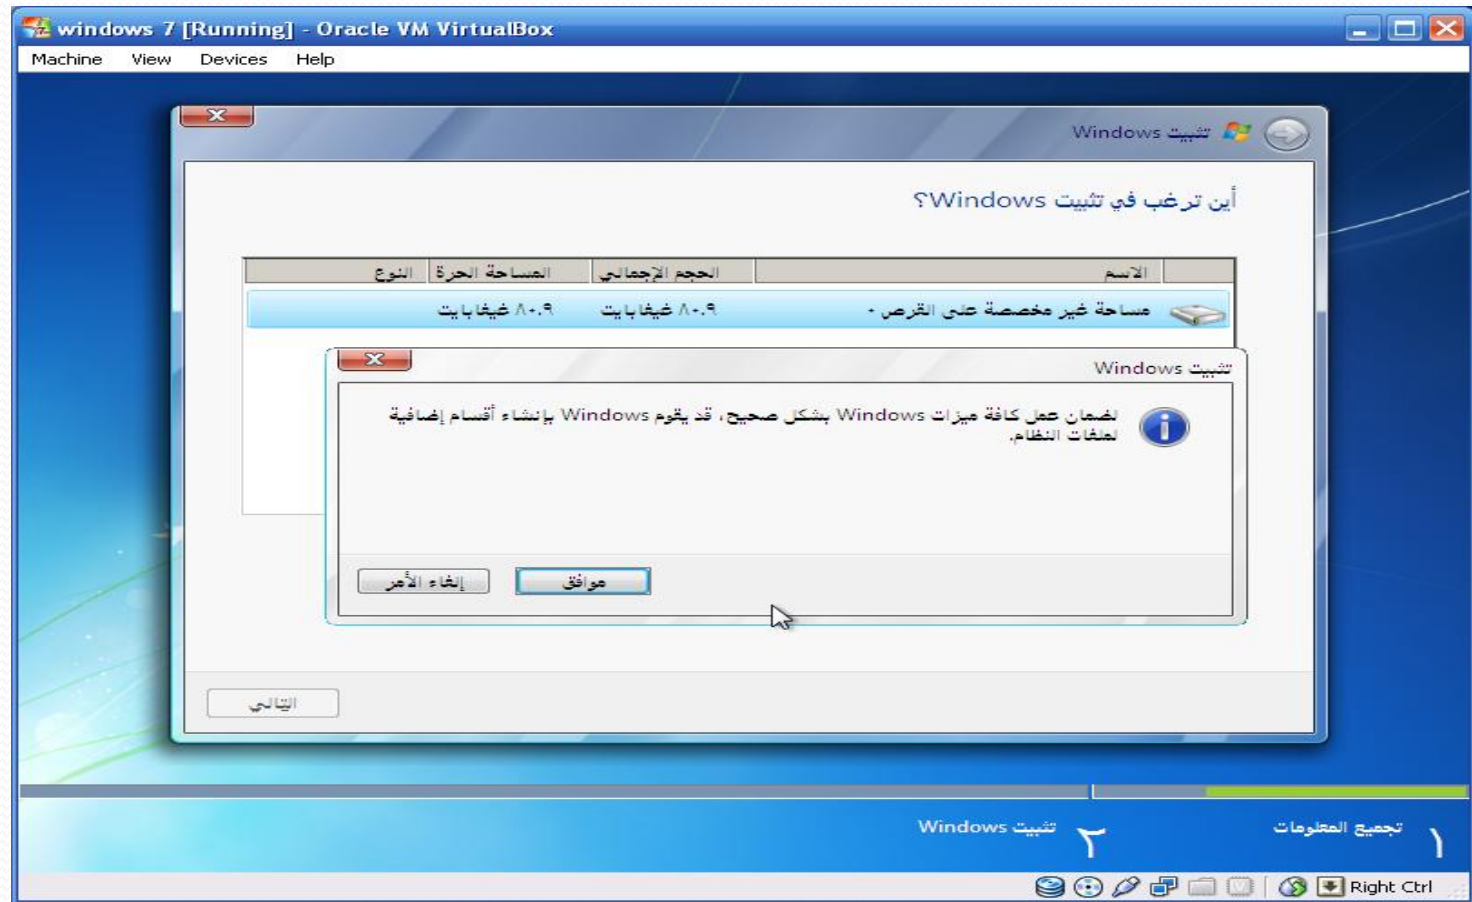 windows 7 [Running] - Oracle VM VirtualBox
Machine View Devices Help
تثبيت Windows
أين ترغب في تثبيت Windows؟
الاسم الحجم الإجمالي المساحة الحرة النوع
مساحة غير مخصصة على القرص ٠ ٨٠.٩ غيغابايت ٨٠.٩ غيغابايت
تثبيت Windows
لضمان عمل كافة ميزات Windows بشكل صحيح، قد يقوم Windows بإنشاء أقسام إضافية
لملفات النظام.
موافق إلغاء الأمر
التالي
١ تجميع المعلومات ٢ تثبيت Windows
Right Ctrl